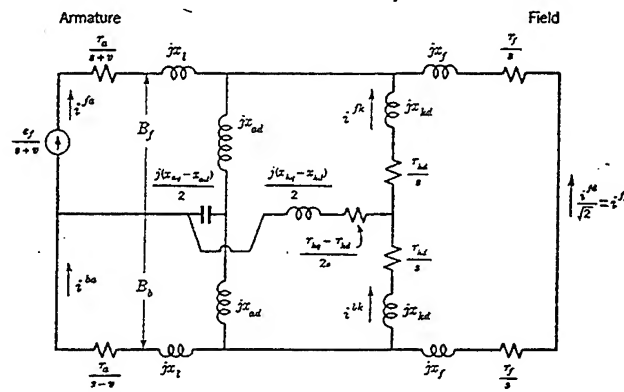 Armature
Field
r_a
s+v
jx_l
jx_f
r_f
s
i^fa
B_f
jx_ad
i^fk
jx_kd
e_f
s+v
r_kd
s
j(x_aq − x_ad)
2
j(x_kq − x_kd)
2
r_kq − r_kd
2s
i^fd
√2
= i^f
r_kd
s
i^ba
B_b
jx_ad
i^bk
jx_kd
r_a
s−v
jx_l
jx_f
r_f
s